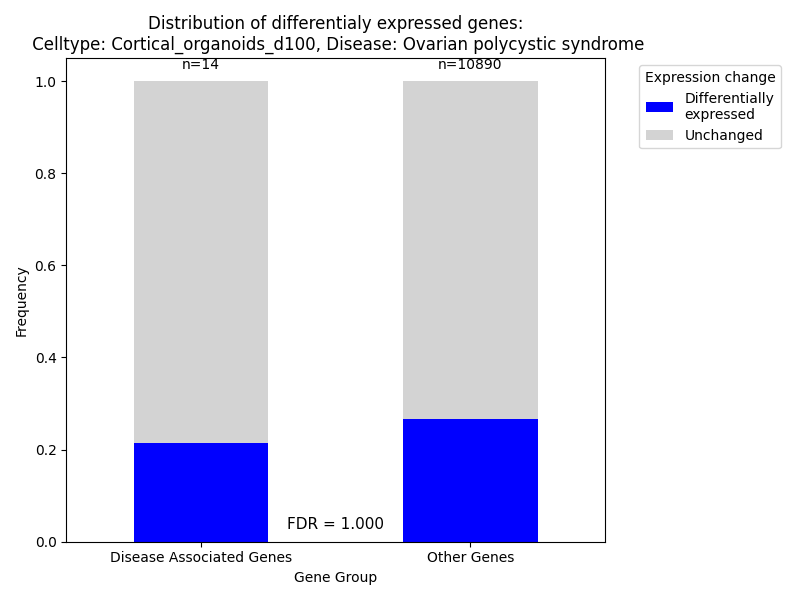 Distribution of differentialy expressed genes:
Celltype: Cortical_organoids_d100, Disease: Ovarian polycystic syndrome
n=14
n=10890
Expression change
Differentially
expressed
Unchanged
1.0
0.8
0.6
0.4
0.2
0.0
Frequency
FDR = 1.000
Disease Associated Genes
Other Genes
Gene Group